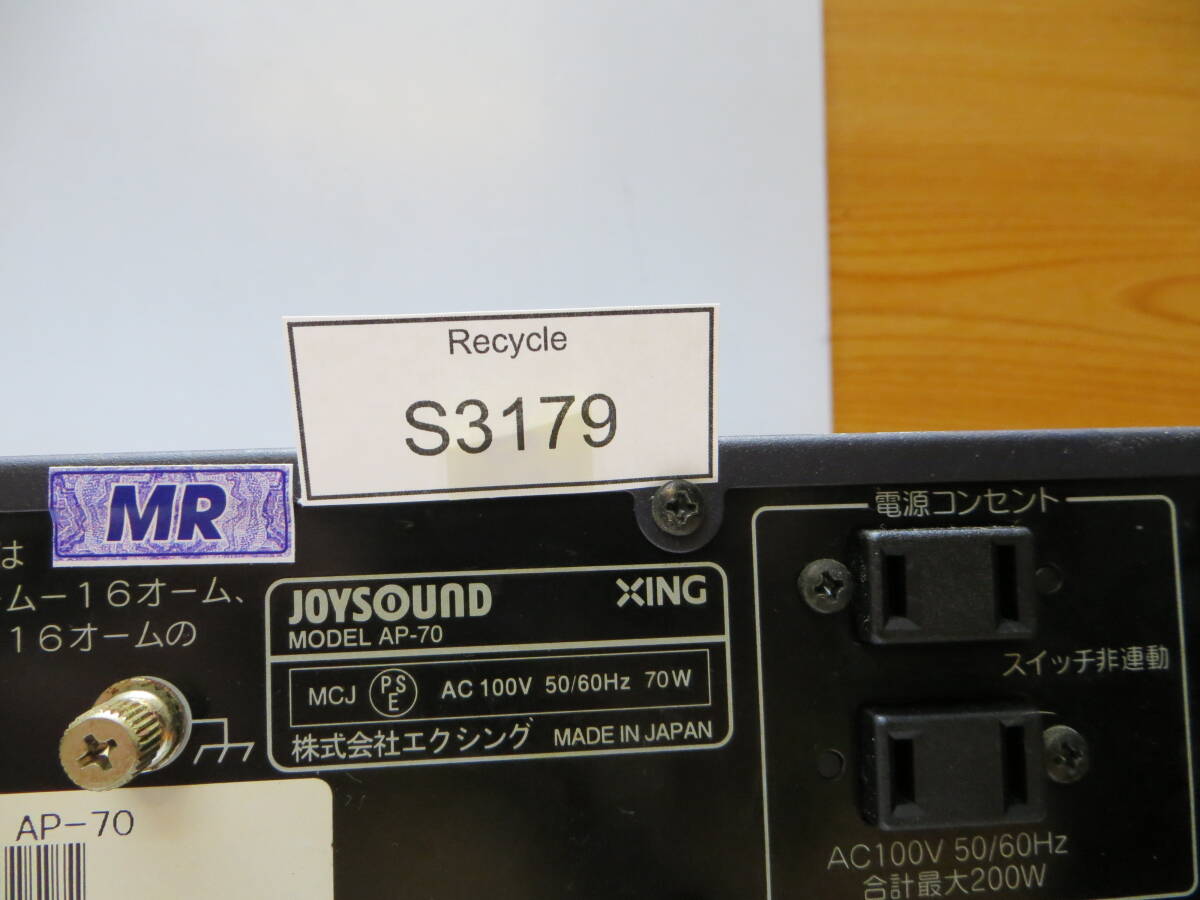 Recycle
S3179
MR
は
ームー16オーム、
16オームの
JOYSOUND
XING
MODEL AP-70
MCJ PSE AC 100V 50/60Hz 70W
株式会社エクシング MADE IN JAPAN
電源コンセント
スイッチ非連動
AC100V 50/60Hz
合計最大200W
AP-70